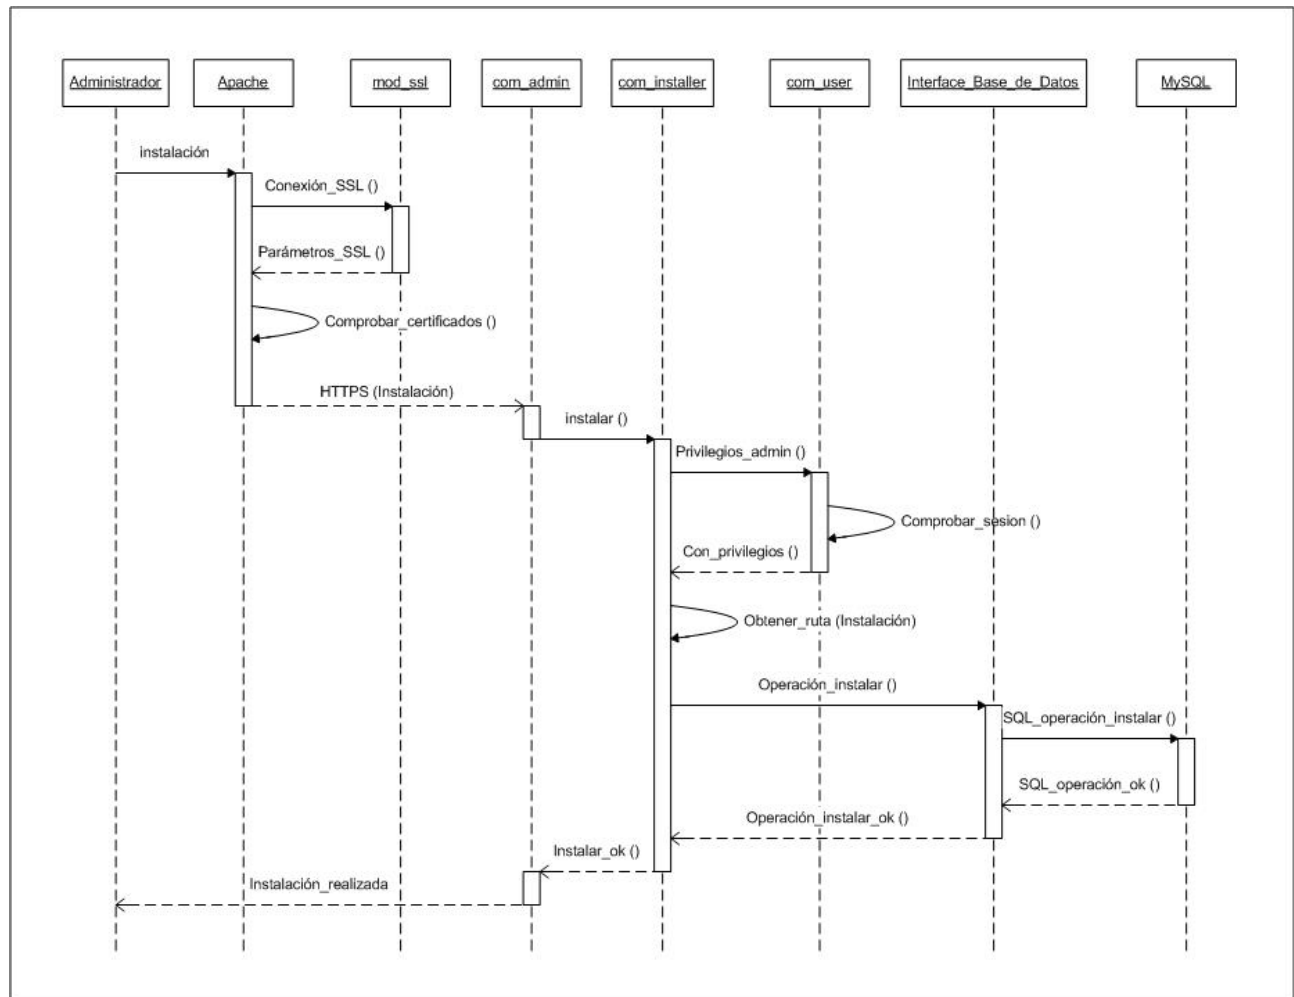 Administrador
Apache
mod_ssl
com_admin
com_installer
com_user
Interface_Base_de_Datos
MySQL
instalación
Conexión_SSL ()
Parámetros_SSL ()
Comprobar_certificados ()
HTTPS (Instalación)
instalar ()
Privilegios_admin ()
Comprobar_sesion ()
Con_privilegios ()
Obtener_ruta (Instalación)
Operación_instalar ()
SQL_operación_instalar ()
SQL_operación_ok ()
Operación_instalar_ok ()
Instalar_ok ()
Instalación_realizada